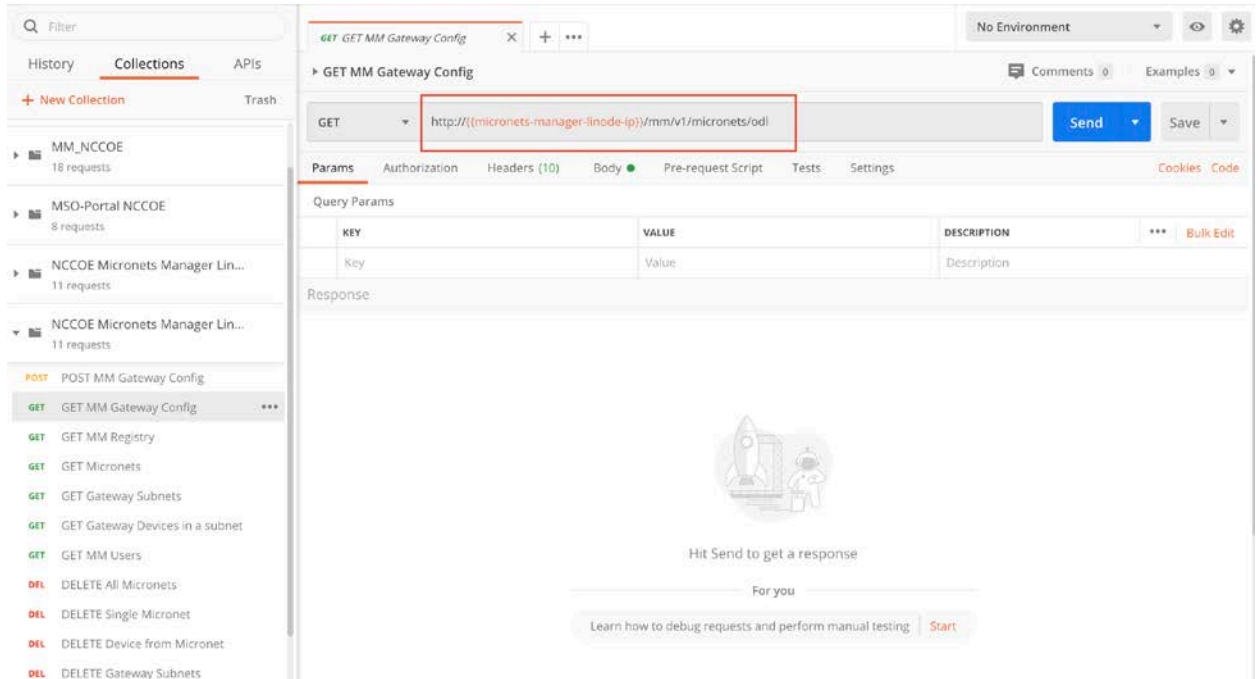 Filter
History Collections APIs
+ New Collection Trash
MM_NCCOE
18 requests
MSO-Portal NCCOE
8 requests
NCCOE Micronets Manager Lin...
11 requests
NCCOE Micronets Manager Lin...
11 requests
POST POST MM Gateway Config
GET GET MM Gateway Config •••
GET GET MM Registry
GET GET Micronets
GET GET Gateway Subnets
GET GET Gateway Devices in a subnet
GET GET MM Users
DEL DELETE All Micronets
DEL DELETE Single Micronet
DEL DELETE Device from Micronet
DEL DELETE Gateway Subnets
GET GET MM Gateway Config × + •••
No Environment
GET MM Gateway Config
Comments 0 Examples 0
GET http://{{micronets-manager-linode-ip}}/mm/v1/micronets/odl Send Save
Params Authorization Headers (10) Body Pre-request Script Tests Settings Cookies Code
Query Params
KEY VALUE DESCRIPTION ••• Bulk Edit
Key Value Description
Response
Hit Send to get a response
For you
Learn how to debug requests and perform manual testing Start